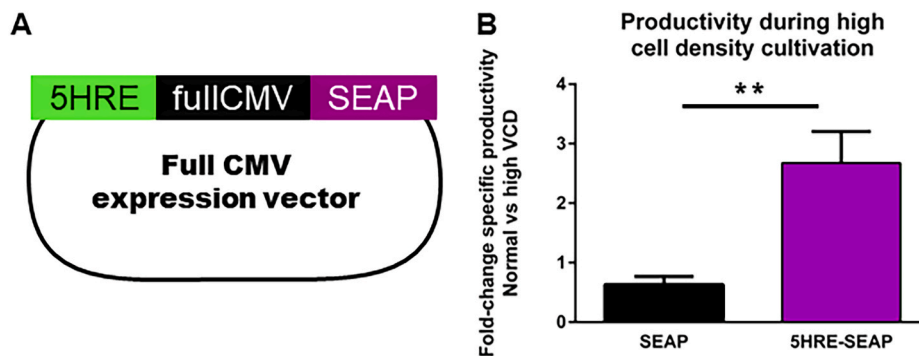 A
5HRE fullCMV SEAP
Full CMV
expression vector
B
Productivity during high
cell density cultivation
Fold-change specific productivity
Normal vs high VCD
4
3
2
1
0
**
SEAP 5HRE-SEAP